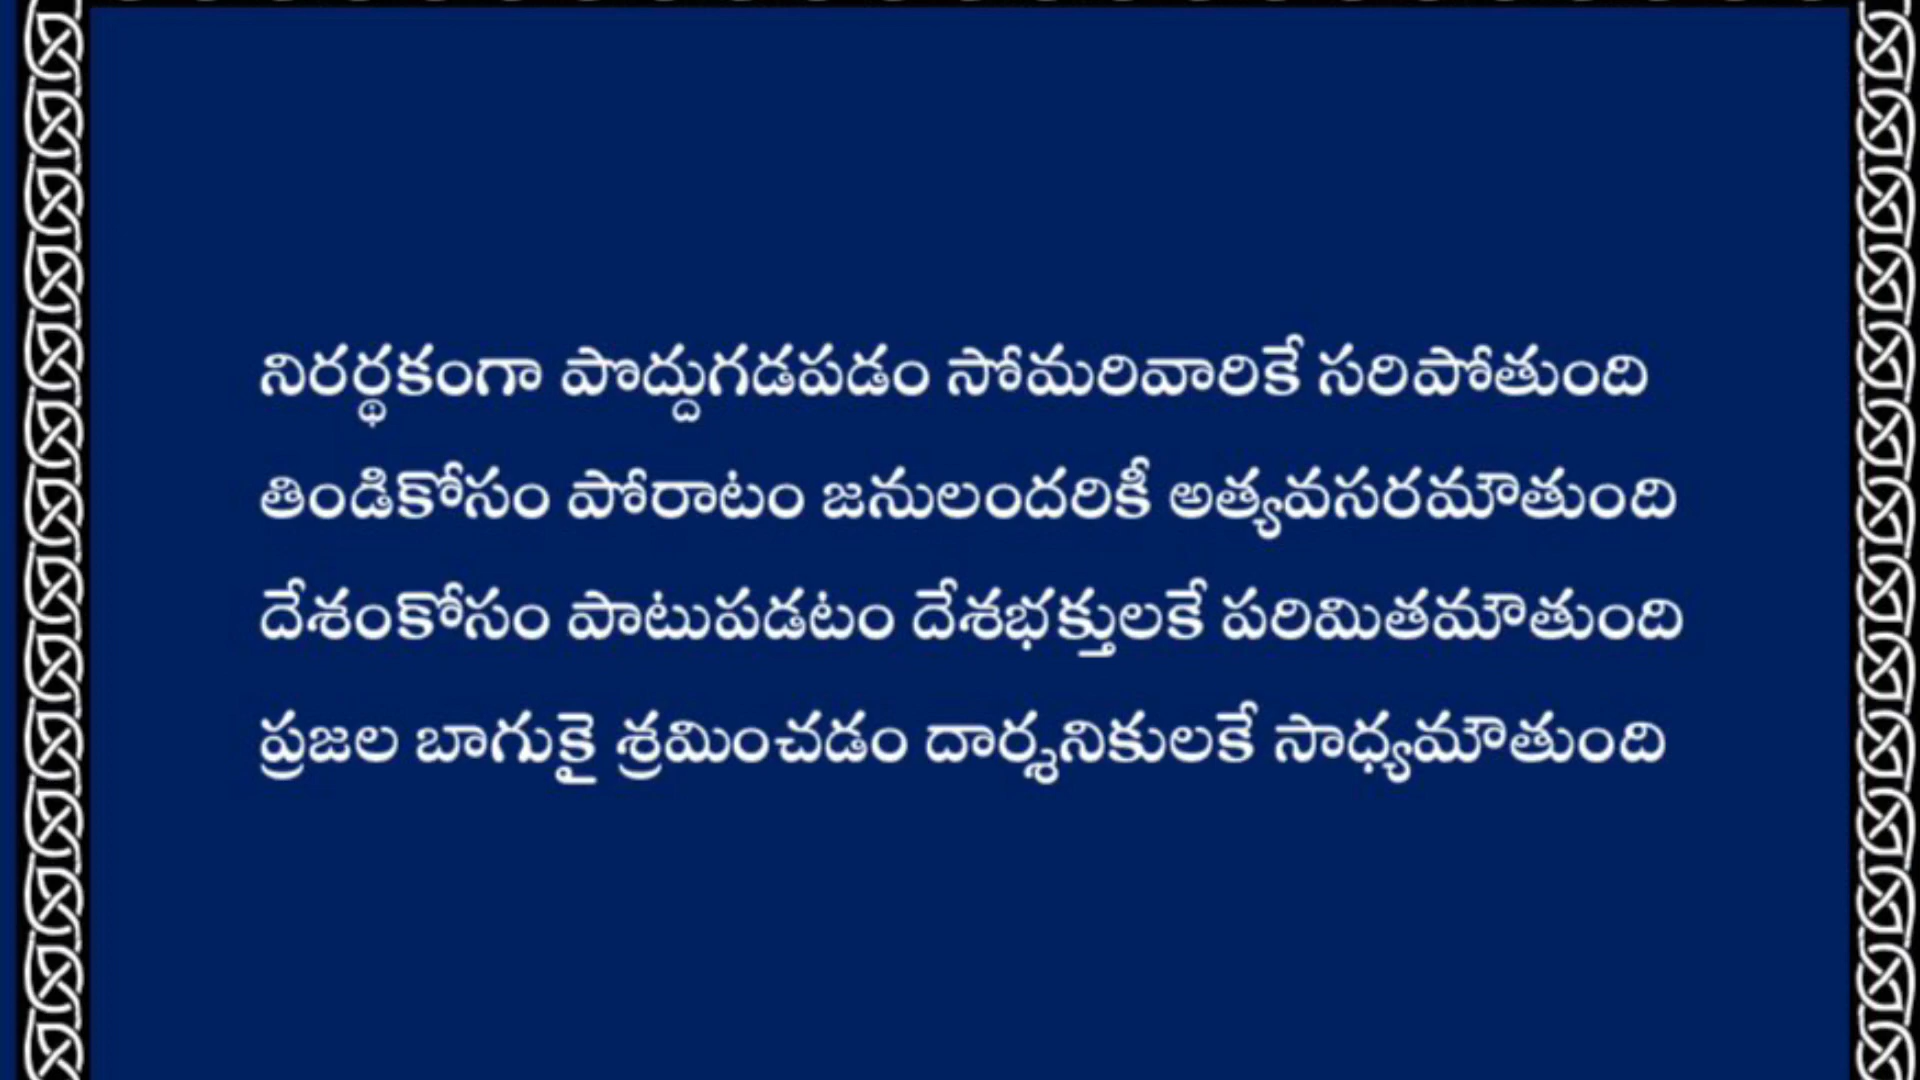 నిరర్థకంగా పొద్దుగడపడం సోమరివారికే సరిపోతుంది
తిండికోసం పోరాటం జనులందరికీ అత్యవసరమౌతుంది
దేశంకోసం పాటుపడటం దేశభక్తులకే పరిమితమౌతుంది
ప్రజల బాగుకై శ్రమించడం దార్శనికులకే సాధ్యమౌతుంది